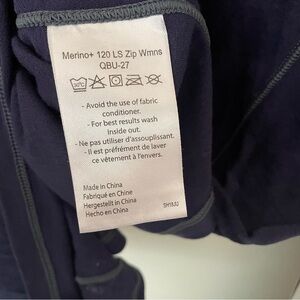 Merino+ 120 LS Zip Wmns
QBU-27
30°C
- Avoid the use of fabric
conditioner.
- For best results wash
inside out.
- Ne pas utiliser d'assouplissant.
- Il est préfrément de laver
ce vêtement à l'envers.
Made in China
Fabriqué en Chine
Hergestellt in China
Hecho en China